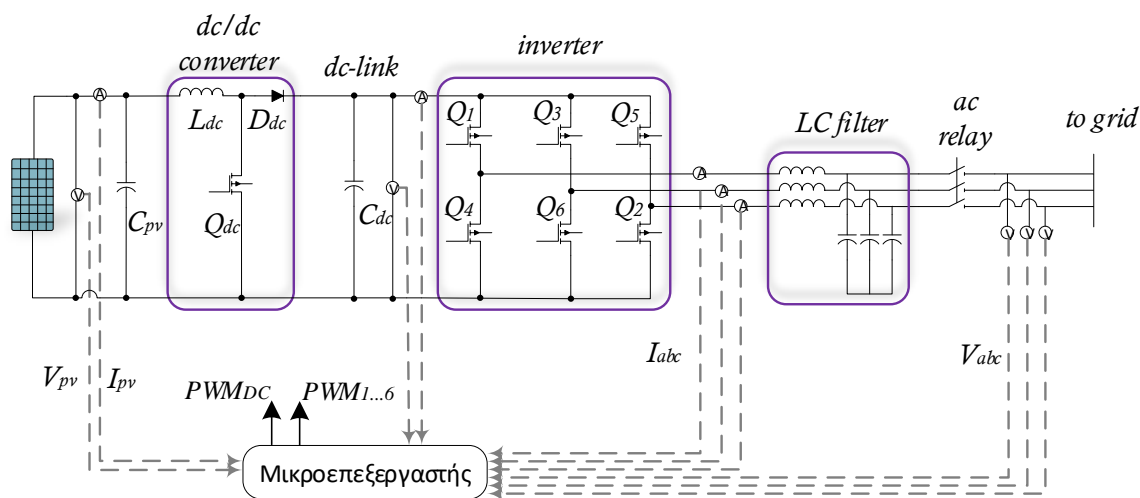 dc/dc
converter
dc-link
inverter
LC filter
ac
relay
to grid
A
A
V
V
Ldc
Ddc
Cpv
Qdc
Cdc
Q1
Q3
Q5
Q4
Q6
Q2
A
A
A
V
V
V
Vpv
Ipv
Iabc
Vabc
PWMDC
PWM1...6
Μικροεπεξεργαστής